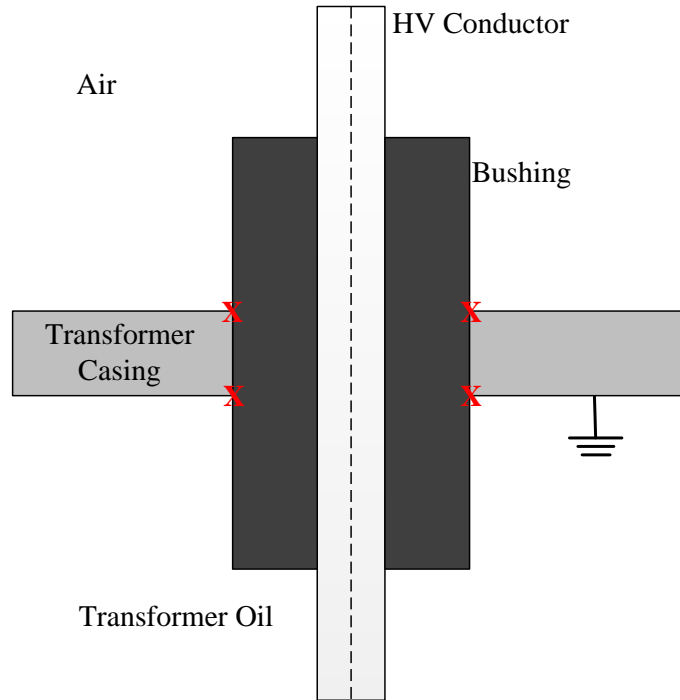 HV Conductor
Air
Bushing
X
X
Transformer
Casing
X
X
Transformer Oil